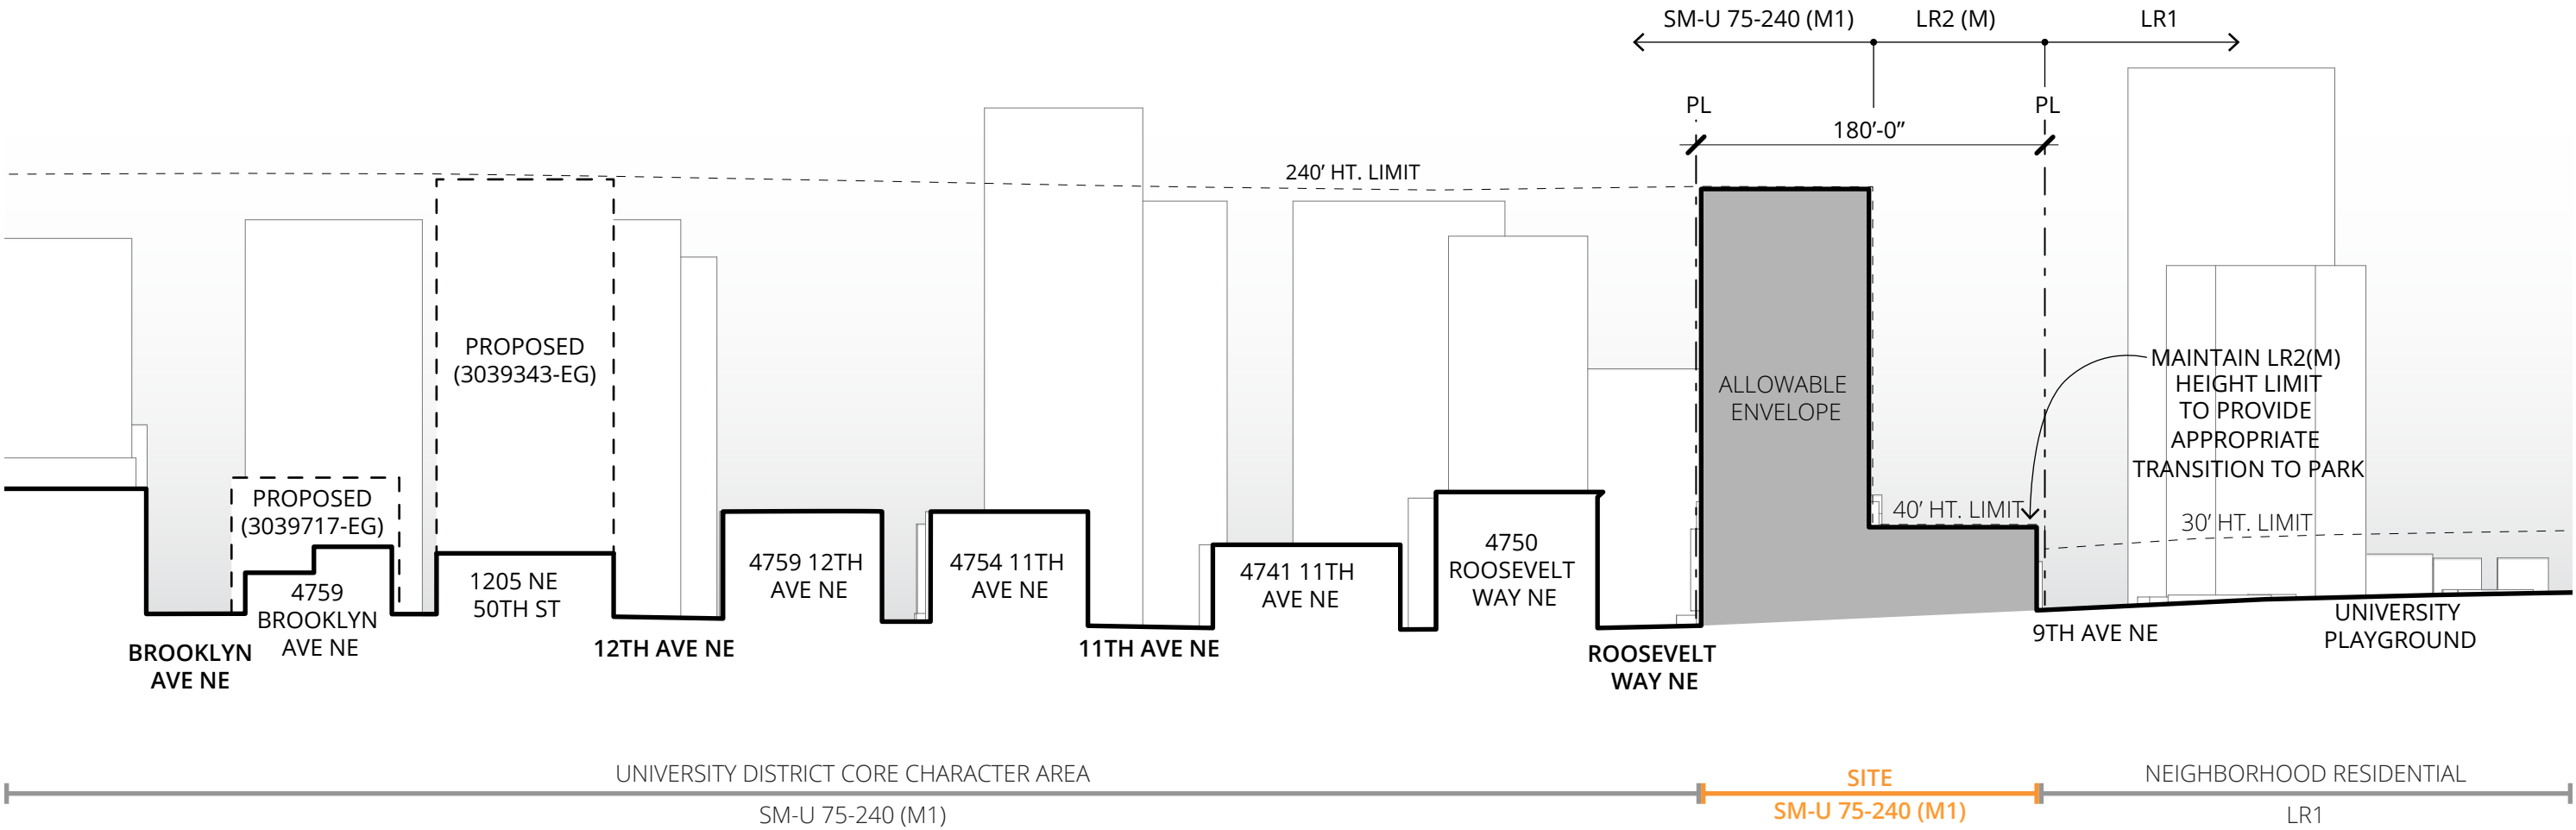 SM-U 75-240 (M1)
LR2 (M)
LR1
PL
PL
180'-0”
240' HT. LIMIT
PROPOSED
(3039343-EG)
ALLOWABLE
ENVELOPE
MAINTAIN LR2(M)
HEIGHT LIMIT
TO PROVIDE
APPROPRIATE
TRANSITION TO PARK
PROPOSED
(3039717-EG)
40' HT. LIMIT
30' HT. LIMIT
4759
BROOKLYN
AVE NE
1205 NE
50TH ST
4759 12TH
AVE NE
4754 11TH
AVE NE
4741 11TH
AVE NE
4750
ROOSEVELT
WAY NE
BROOKLYN
AVE NE
12TH AVE NE
11TH AVE NE
ROOSEVELT
WAY NE
9TH AVE NE
UNIVERSITY
PLAYGROUND
UNIVERSITY DISTRICT CORE CHARACTER AREA
SM-U 75-240 (M1)
SITE
SM-U 75-240 (M1)
NEIGHBORHOOD RESIDENTIAL
LR1